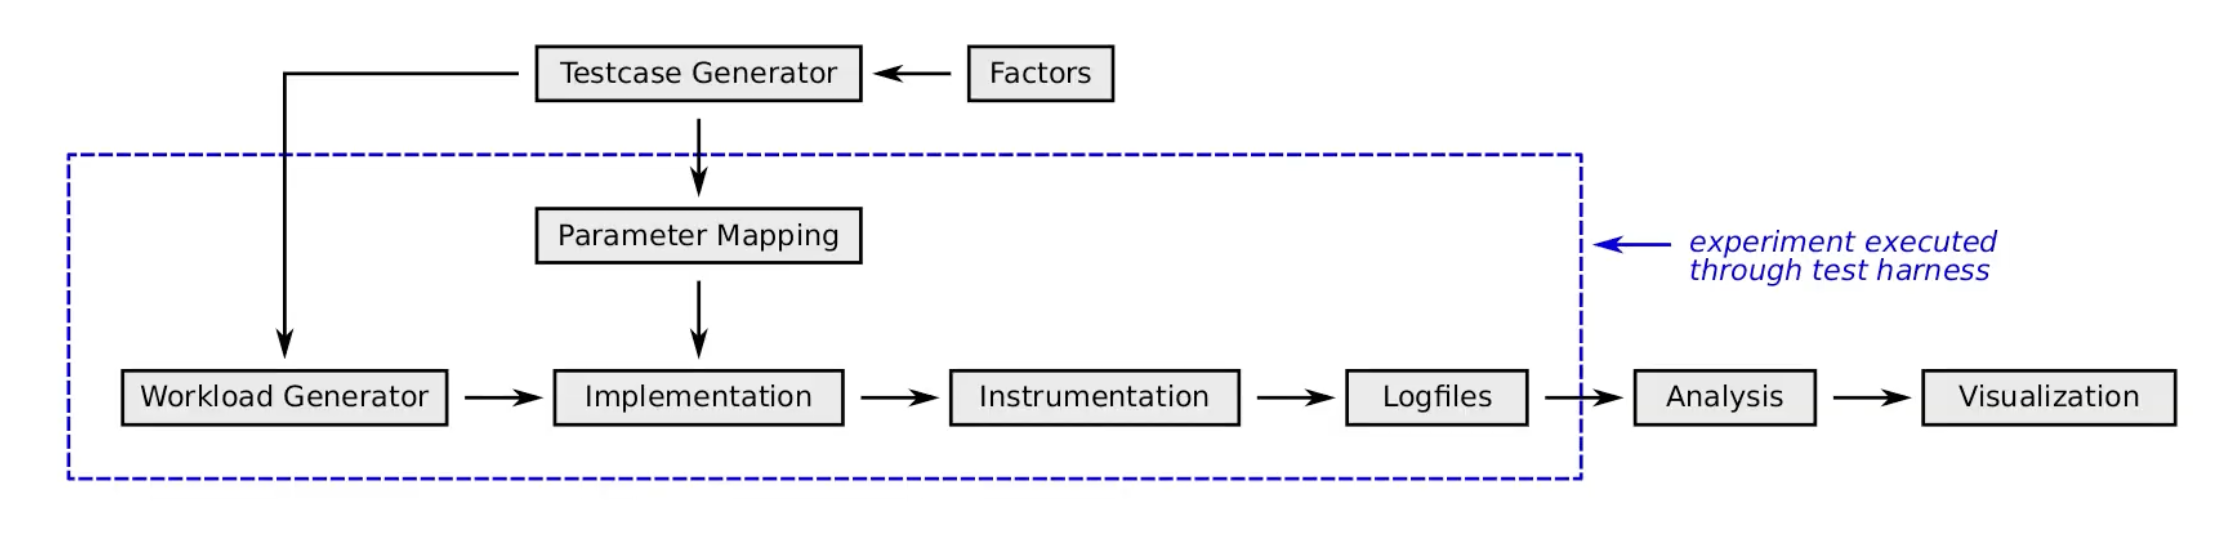 Testcase Generator
Factors
Parameter Mapping
experiment executed
through test harness
Workload Generator
Implementation
Instrumentation
Logfiles
Analysis
Visualization